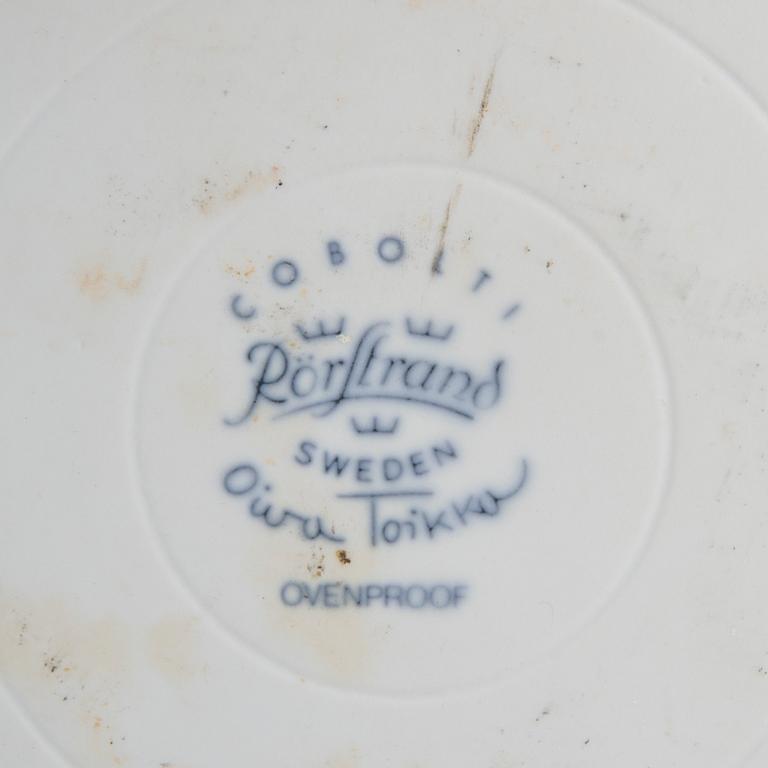 COBOLTI
Rörstrand
SWEDEN
Oiva Toikka
OVENPROOF